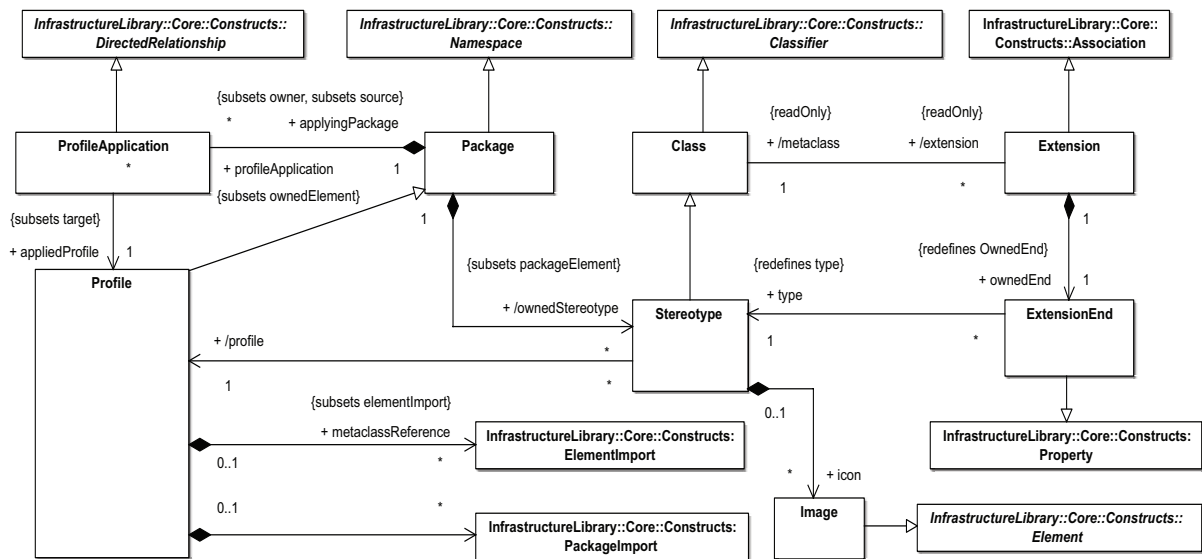 InfrastructureLibrary::Core::Constructs::
DirectedRelationship
InfrastructureLibrary::Core::Constructs::
Namespace
InfrastructureLibrary::Core::Constructs::
Classifier
InfrastructureLibrary::Core::
Constructs::Association
{subsets owner, subsets source}
*
+ applyingPackage
{readOnly}
+ /metaclass
{readOnly}
+ /extension
ProfileApplication
*
Package
Class
Extension
+ profileApplication
1
1
*
{subsets ownedElement}
{subsets target}
+ appliedProfile
1
1
1
{subsets packageElement}
{redefines type}
{redefines OwnedEnd}
+ ownedEnd
1
Profile
+ /ownedStereotype
+ type
Stereotype
ExtensionEnd
+ /profile
*
1
*
1
*
{subsets elementImport}
+ metaclassReference
0..1
*
0..1
InfrastructureLibrary::Core::Constructs:
ElementImport
InfrastructureLibrary::Core::Constructs:
Property
*
+ icon
0..1
*
InfrastructureLibrary::Core::Constructs:
PackageImport
Image
InfrastructureLibrary::Core::Constructs::
Element